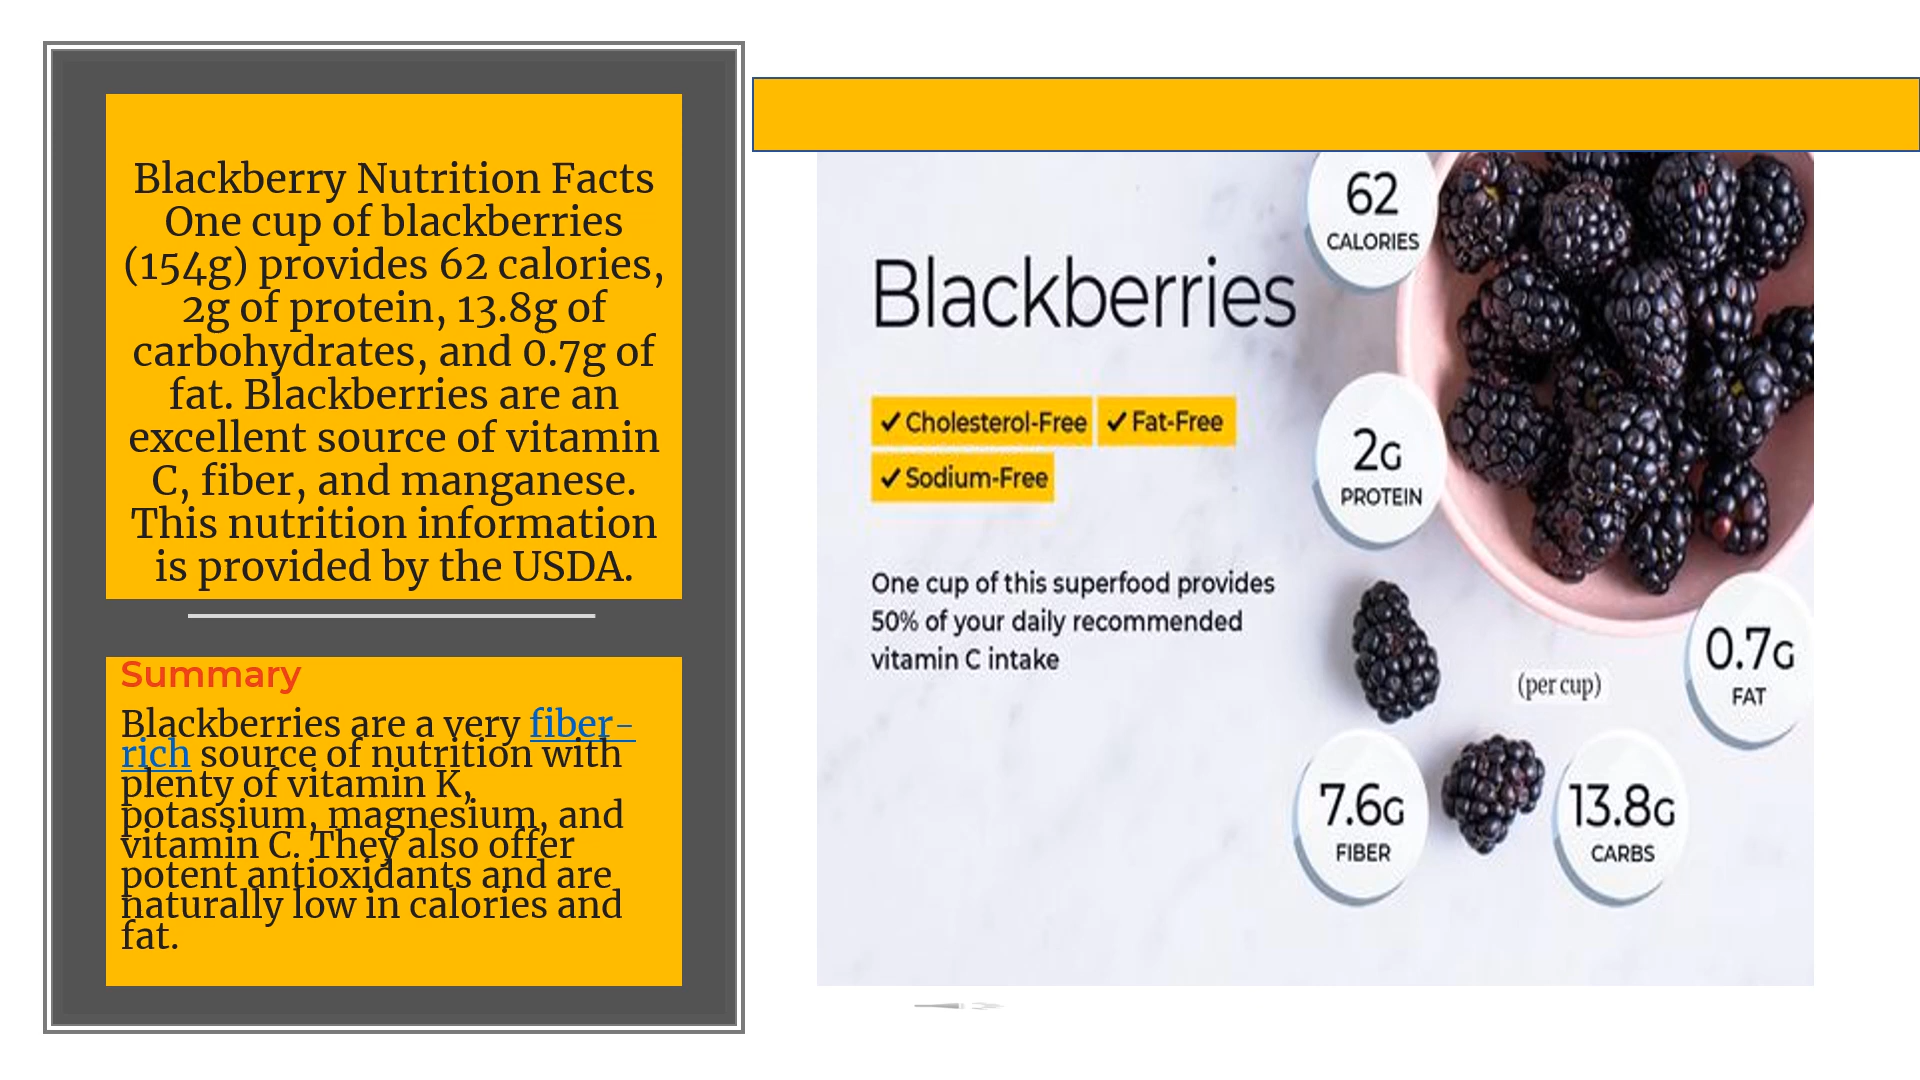 Blackberry Nutrition Facts
One cup of blackberries
(154g) provides 62 calories,
2g of protein, 13.8g of
carbohydrates, and 0.7g of
fat. Blackberries are an
excellent source of vitamin
C, fiber, and manganese.
This nutrition information
is provided by the USDA.
Summary
Blackberries are a very fiber-
rich source of nutrition with
plenty of vitamin K,
potassium, magnesium, and
vitamin C. They also offer
potent antioxidants and are
naturally low in calories and
fat.
62
CALORIES
Blackberries
✓ Cholesterol-Free ✓ Fat-Free
✓ Sodium-Free
2G
PROTEIN
One cup of this superfood provides
50% of your daily recommended
vitamin C intake
(per cup)
0.7G
FAT
7.6G
FIBER
13.8G
CARBS